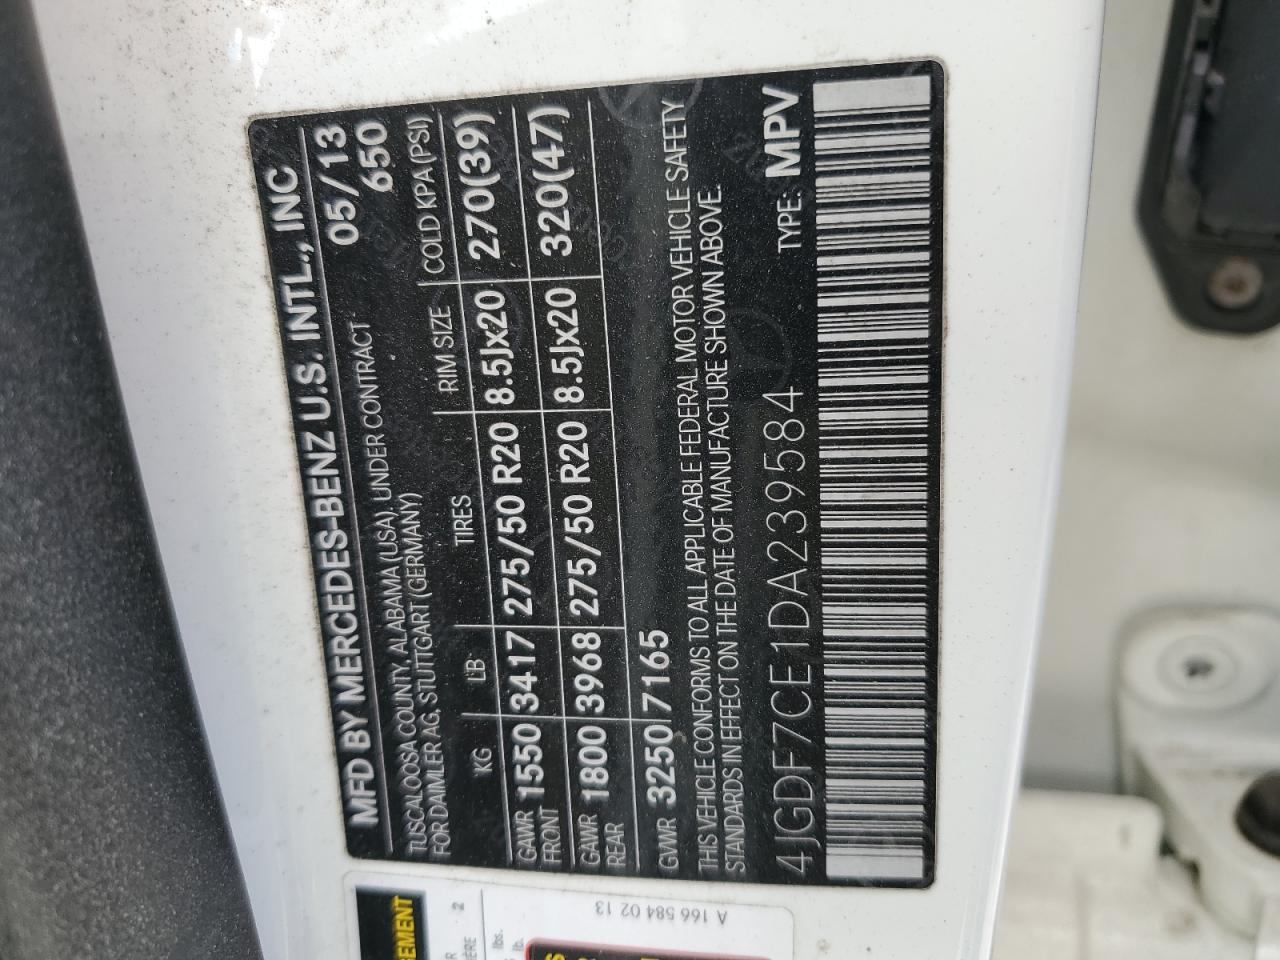 MFD BY MERCEDES-BENZ U.S. INTL., INC
TUSCALOOSA COUNTY, ALABAMA (USA), UNDER CONTRACT 05/13
FOR DAIMLER AG, STUTTGART (GERMANY) 650
KG LB TIRES RIM SIZE COLD KPA (PSI)
GAWR FRONT 1550 3417 275/50 R20 8.5Jx20 270(39)
GAWR REAR 1800 3968 275/50 R20 8.5Jx20 320(47)
GVWR 3250 7165
THIS VEHICLE CONFORMS TO ALL APPLICABLE FEDERAL MOTOR VEHICLE SAFETY
STANDARDS IN EFFECT ON THE DATE OF MANUFACTURE SHOWN ABOVE.
4JGDF7CE1DA239584 TYPE: MPV
A 166 584 02 13
2
lbs.
lb.